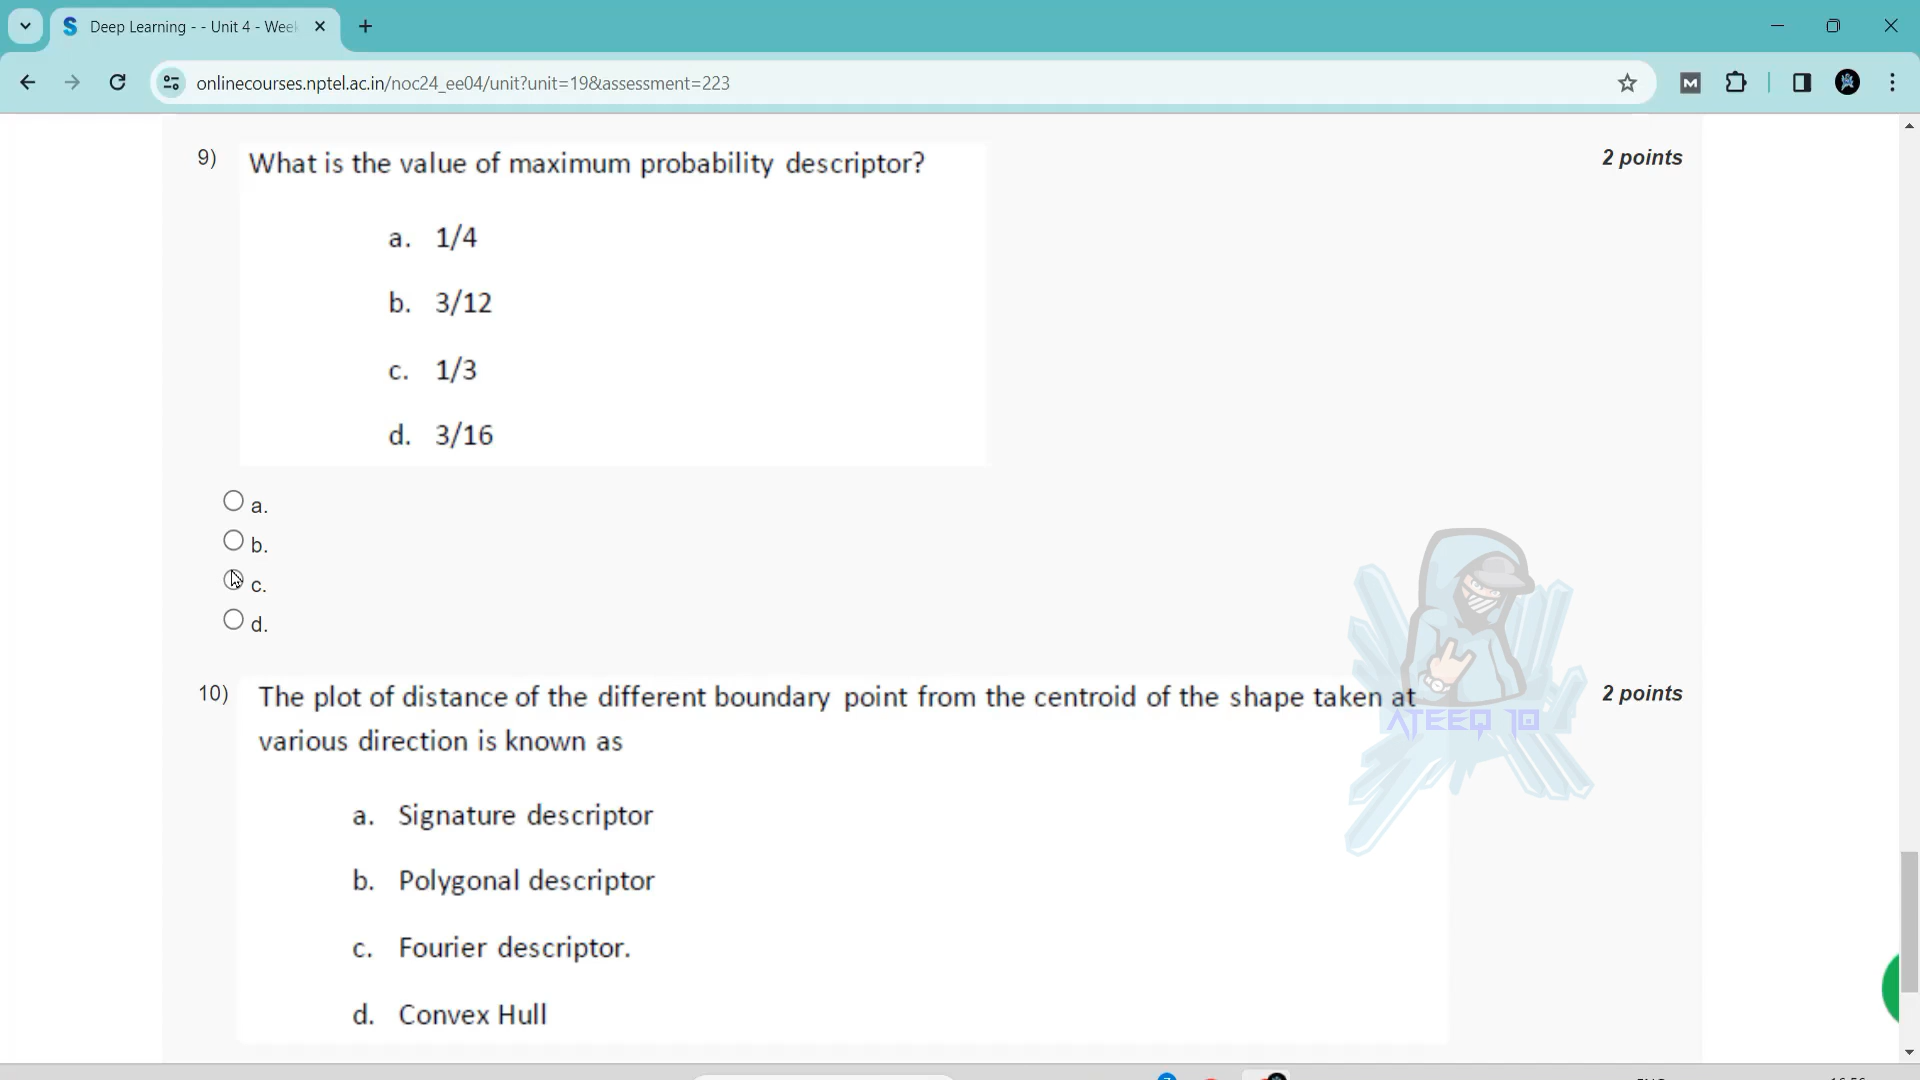 Deep Learning - - Unit 4 - Week
onlinecourses.nptel.ac.in/noc24_ee04/unit?unit=19&assessment=223
9) What is the value of maximum probability descriptor? 2 points
a. 1/4
b. 3/12
c. 1/3
d. 3/16
a.
b.
c.
d.
10) The plot of distance of the different boundary point from the centroid of the shape taken at 2 points
various direction is known as
ATEEQ 10
a. Signature descriptor
b. Polygonal descriptor
c. Fourier descriptor.
d. Convex Hull